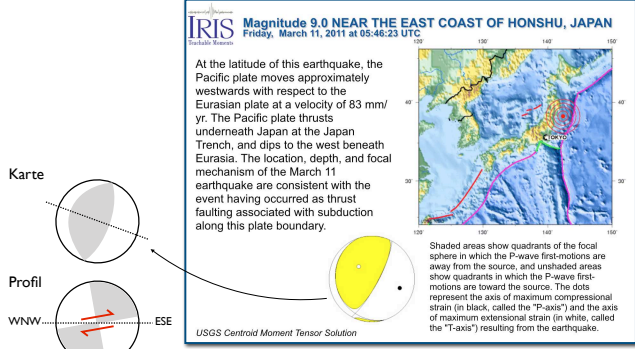 IRIS
Teachable Moments
Magnitude 9.0 NEAR THE EAST COAST OF HONSHU, JAPAN
Friday, March 11, 2011 at 05:46:23 UTC
At the latitude of this earthquake, the
Pacific plate moves approximately
westwards with respect to the
Eurasian plate at a velocity of 83 mm/
yr. The Pacific plate thrusts
underneath Japan at the Japan
Trench, and dips to the west beneath
Eurasia. The location, depth, and focal
mechanism of the March 11
earthquake are consistent with the
event having occurred as thrust
faulting associated with subduction
along this plate boundary.
120˚ 130˚ 140˚ 150˚
40˚ 40˚
TOKYO
30˚ 30˚
120˚ 130˚ 140˚ 150˚
Karte
Profil
WNW ESE
USGS Centroid Moment Tensor Solution
Shaded areas show quadrants of the focal
sphere in which the P-wave first-motions are
away from the source, and unshaded areas
show quadrants in which the P-wave first-
motions are toward the source. The dots
represent the axis of maximum compressional
strain (in black, called the "P-axis") and the axis
of maximum extensional strain (in white, called
the "T-axis") resulting from the earthquake.